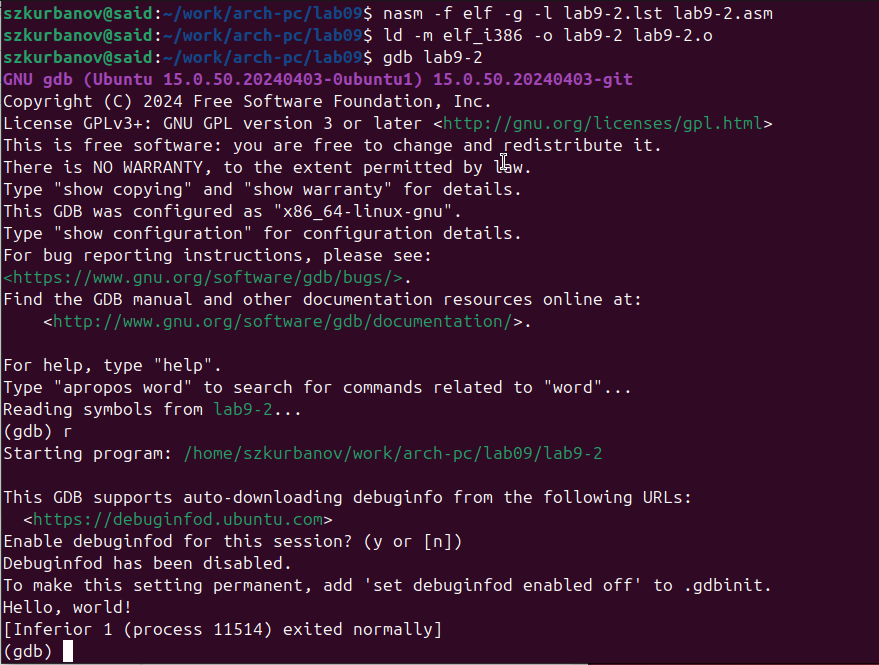 szkurbanov@said:~/work/arch-pc/lab09$ nasm -f elf -g -l lab9-2.lst lab9-2.asm
szkurbanov@said:~/work/arch-pc/lab09$ ld -m elf_i386 -o lab9-2 lab9-2.o
szkurbanov@said:~/work/arch-pc/lab09$ gdb lab9-2
GNU gdb (Ubuntu 15.0.50.20240403-0ubuntu1) 15.0.50.20240403-git
Copyright (C) 2024 Free Software Foundation, Inc.
License GPLv3+: GNU GPL version 3 or later <http://gnu.org/licenses/gpl.html>
This is free software: you are free to change and redistribute it.
There is NO WARRANTY, to the extent permitted by law.
Type "show copying" and "show warranty" for details.
This GDB was configured as "x86_64-linux-gnu".
Type "show configuration" for configuration details.
For bug reporting instructions, please see:
<https://www.gnu.org/software/gdb/bugs/>.
Find the GDB manual and other documentation resources online at:
    <http://www.gnu.org/software/gdb/documentation/>.

For help, type "help".
Type "apropos word" to search for commands related to "word"...
Reading symbols from lab9-2...
(gdb) r
Starting program: /home/szkurbanov/work/arch-pc/lab09/lab9-2

This GDB supports auto-downloading debuginfo from the following URLs:
  <https://debuginfod.ubuntu.com>
Enable debuginfod for this session? (y or [n])
Debuginfod has been disabled.
To make this setting permanent, add 'set debuginfod enabled off' to .gdbinit.
Hello, world!
[Inferior 1 (process 11514) exited normally]
(gdb)